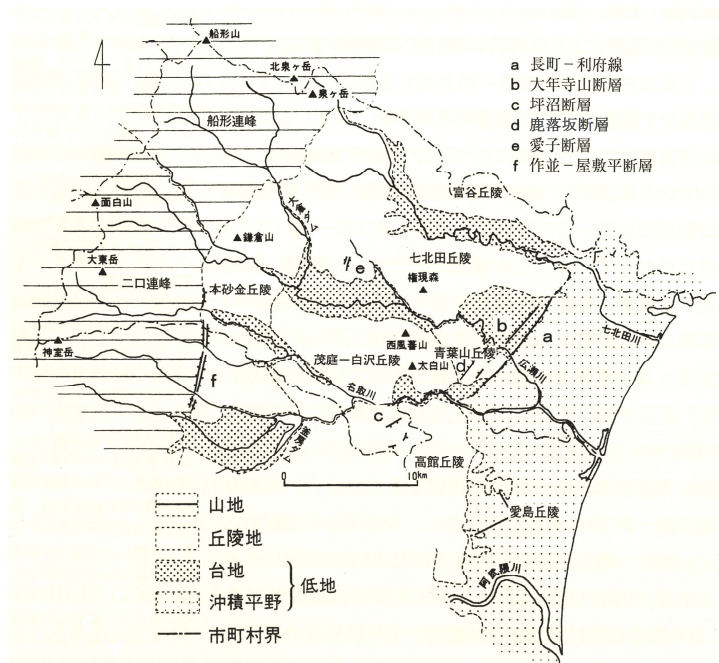 船形山
北泉ヶ岳
泉ヶ岳
船形連峰
a 長町－利府線
b 大年寺山断層
c 坪沼断層
d 鹿落坂断層
e 愛子断層
f 作並－屋敷平断層
富谷丘陵
面白山
大倉ダム
鎌倉山
七北田丘陵
大東岳
二口連峰
本砂金丘陵
e
権現森
b
a
七北田川
神室岳
西風蕃山
青葉山丘陵
茂庭－白沢丘陵
太白山
d
広瀬川
f
名取川
c
高館丘陵
0 10km
愛島丘陵
阿武隈川
山地
丘陵地
台地
低地
沖積平野
市町村界